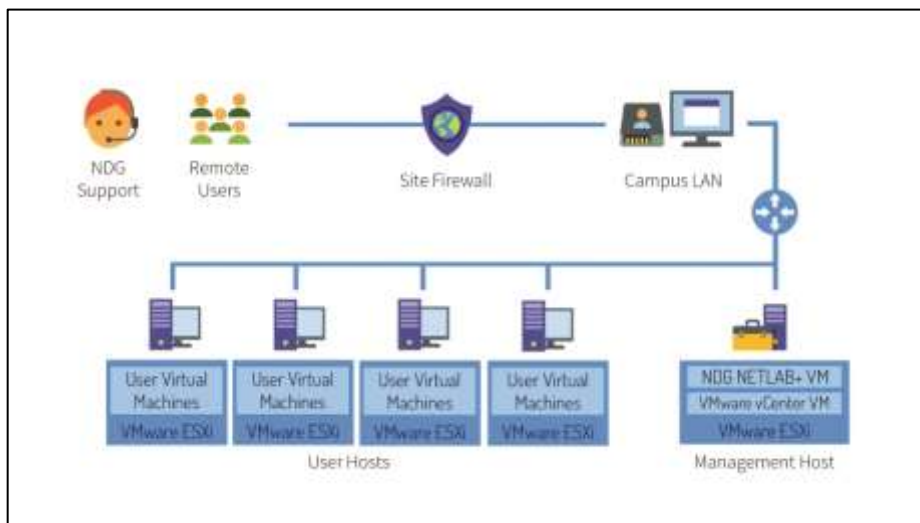 NDG
Support
Remote
Users
Site Firewall
Campus LAN
User Virtual
Machines
VMware ESXi
User Virtual
Machines
VMware ESXi
User Virtual
Machines
VMware ESXi
User Virtual
Machines
VMware ESXi
NDG NETLAB+ VM
VMware vCenter VM
VMware ESXi
User Hosts
Management Host